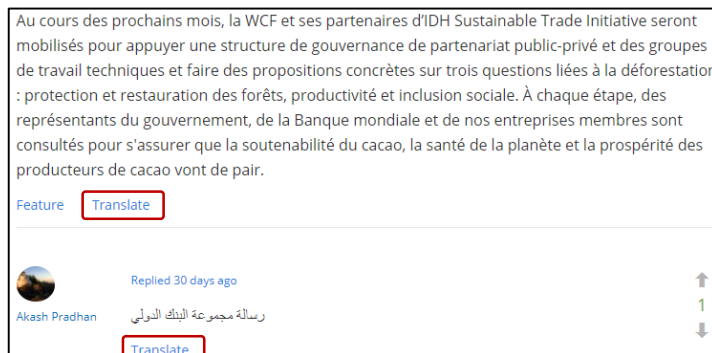 Au cours des prochains mois, la WCF et ses partenaires d'IDH Sustainable Trade Initiative seront
mobilisés pour appuyer une structure de gouvernance de partenariat public-privé et des groupes
de travail techniques et faire des propositions concrètes sur trois questions liées à la déforestation
: protection et restauration des forêts, productivité et inclusion sociale. À chaque étape, des
représentants du gouvernement, de la Banque mondiale et de nos entreprises membres sont
consultés pour s'assurer que la soutenabilité du cacao, la santé de la planète et la prospérité des
producteurs de cacao vont de pair.
Feature Translate
Replied 30 days ago
1
Akash Pradhan رسالة مجموعة البنك الدولي
Translate